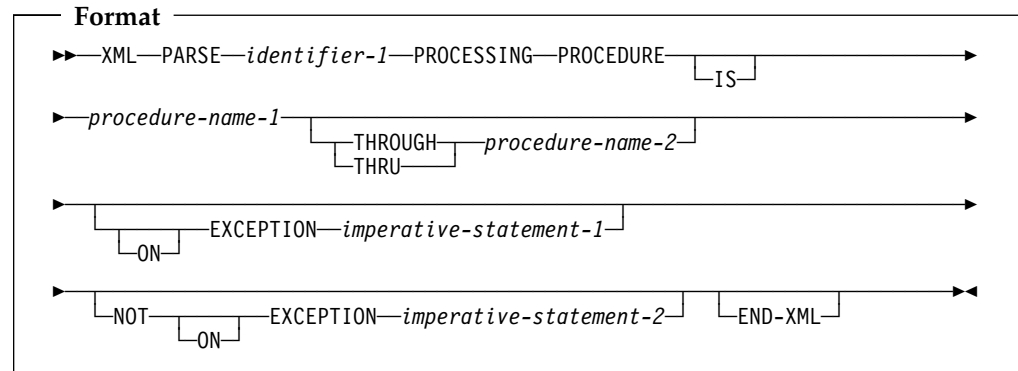 Format
XML PARSE identifier-1 PROCESSING PROCEDURE
IS
procedure-name-1
THROUGH procedure-name-2
THRU
EXCEPTION imperative-statement-1
ON
NOT EXCEPTION imperative-statement-2 END-XML
ON